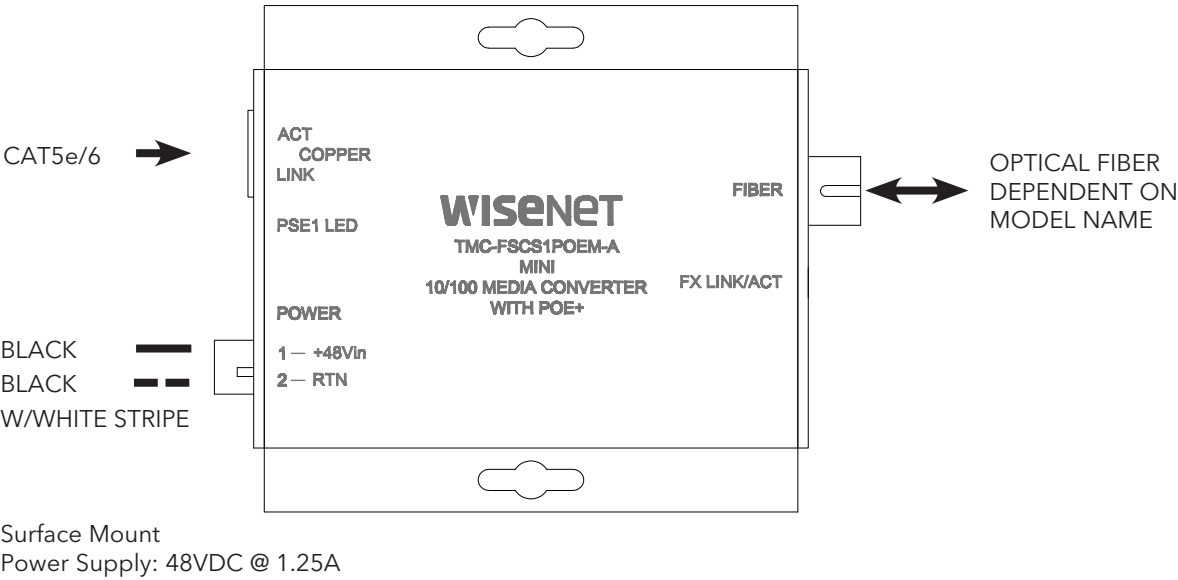 CAT5e/6
ACT
COPPER
LINK
PSE1 LED
POWER
1 — +48Vin
2 — RTN
WISENET
TMC-FSCS1POEM-A
MINI
10/100 MEDIA CONVERTER
WITH POE+
FIBER
FX LINK/ACT
OPTICAL FIBER
DEPENDENT ON
MODEL NAME
BLACK
BLACK
W/WHITE STRIPE
Surface Mount
Power Supply: 48VDC @ 1.25A